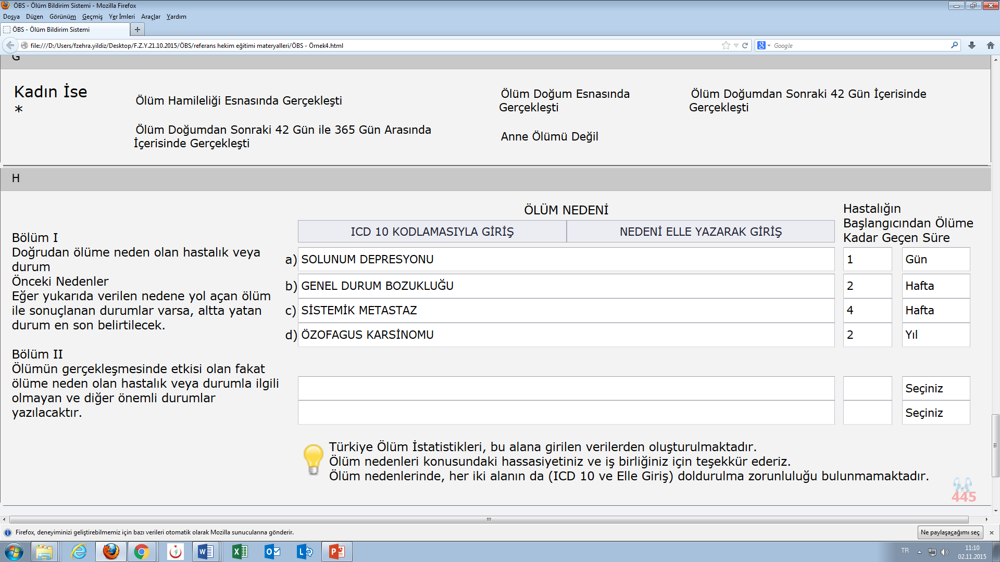 ÖBS - Ölüm Bildirim Sistemi - Mozilla Firefox
Dosya Düzen Görünüm Geçmiş Yer İmleri Araçlar Yardım
ÖBS - Ölüm Bildirim Sistemi
file:///D:/Users/fzehra.yildiz/Desktop/F.Z.Y.21.10.2015/ÖBS/referans hekim eğitimi materyalleri/ÖBS - Örnek4.html
Google
G
Kadın İse
*
Ölüm Hamileliği Esnasında Gerçekleşti
Ölüm Doğum Esnasında
Gerçekleşti
Ölüm Doğumdan Sonraki 42 Gün İçerisinde
Gerçekleşti
Ölüm Doğumdan Sonraki 42 Gün ile 365 Gün Arasında
İçerisinde Gerçekleşti
Anne Ölümü Değil
H
ÖLÜM NEDENİ
Hastalığın
Başlangıcından Ölüme
Kadar Geçen Süre
ICD 10 KODLAMASIYLA GİRİŞ
NEDENİ ELLE YAZARAK GİRİŞ
Bölüm I
Doğrudan ölüme neden olan hastalık veya
durum
Önceki Nedenler
Eğer yukarıda verilen nedene yol açan ölüm
ile sonuçlanan durumlar varsa, altta yatan
durum en son belirtilecek.
a) SOLUNUM DEPRESYONU 1 Gün
b) GENEL DURUM BOZUKLUĞU 2 Hafta
c) SİSTEMİK METASTAZ 4 Hafta
d) ÖZOFAGUS KARSİNOMU 2 Yıl
Bölüm II
Ölümün gerçekleşmesinde etkisi olan fakat
ölüme neden olan hastalık veya durumla ilgili
olmayan ve diğer önemli durumlar
yazılacaktır.
Seçiniz
Seçiniz
Türkiye Ölüm İstatistikleri, bu alana girilen verilerden oluşturulmaktadır.
Ölüm nedenleri konusundaki hassasiyetiniz ve iş birliğiniz için teşekkür ederiz.
Ölüm nedenlerinde, her iki alanın da (ICD 10 ve Elle Giriş) doldurulma zorunluluğu bulunmamaktadır.
445
Firefox, deneyiminizi geliştirebilmemiz için bazı verileri otomatik olarak Mozilla sunucularına gönderir.
Ne paylaşacağımı seç
TR
11:10
02.11.2015